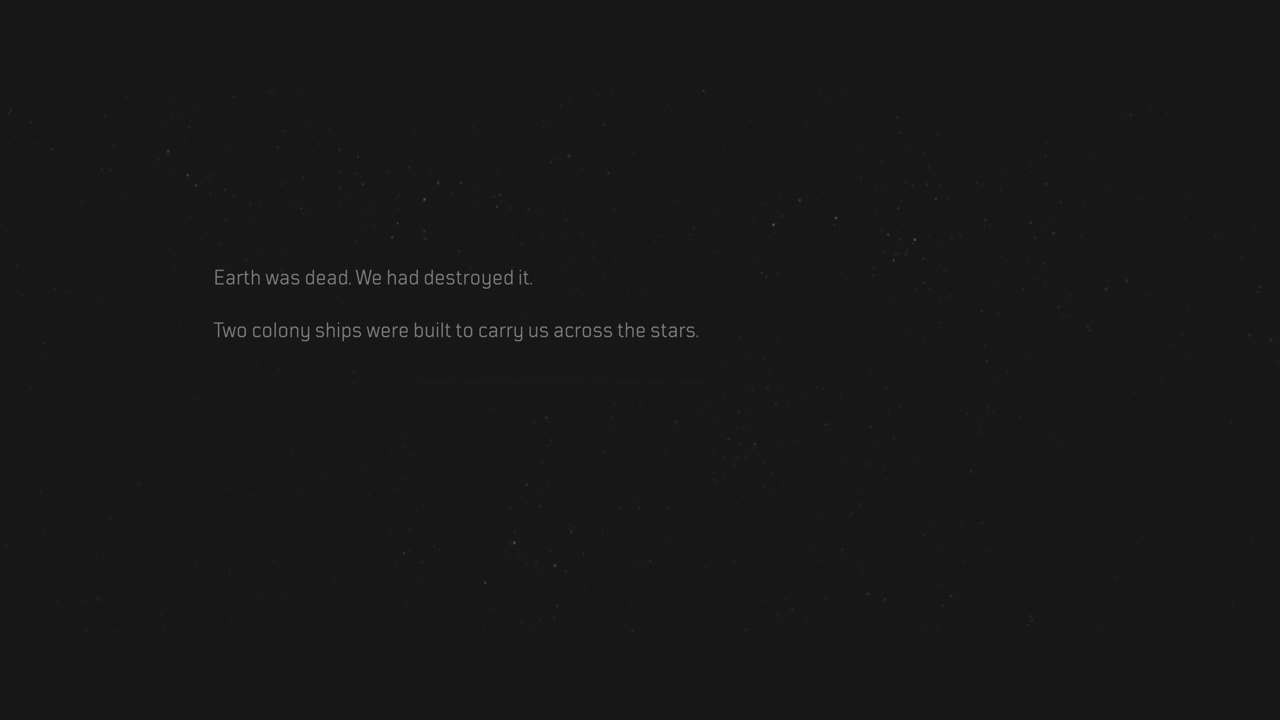 Earth was dead. We had destroyed it.
Two colony ships were built to carry us across the stars.